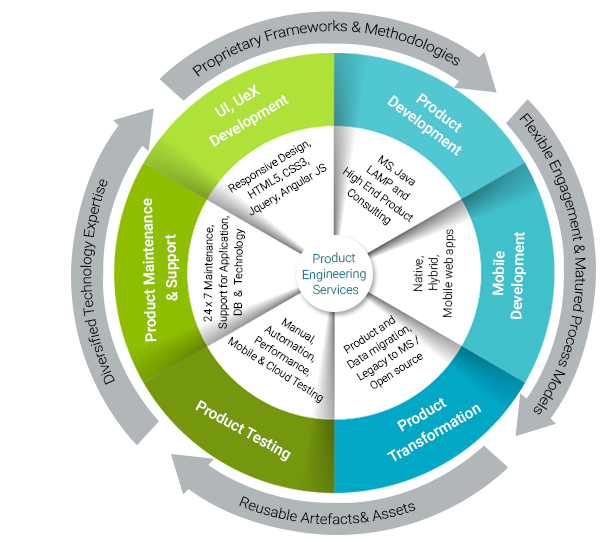 Proprietary Frameworks & Methodologies
Flexible Engagement & Matured Process Models
Reusable Artefacts& Assets
Diversified Technology Expertise
UI, UeX
Development
Responsive Design,
HTML5, CSS3,
Jquery, Angular JS
Product
Development
MS, Java
LAMP and
High End Product
Consulting
Mobile
Development
Native,
Hybrid,
Mobile web apps
Product
Transformation
Product and
Data migration,
Legacy to MS /
Open source
Product Testing
Manual,
Automation,
Performance,
Mobile & Cloud Testing
Product Maintenance
& Support
24 x 7 Maintenance,
Support for Application,
DB & Technology
Product
Engineering
Services